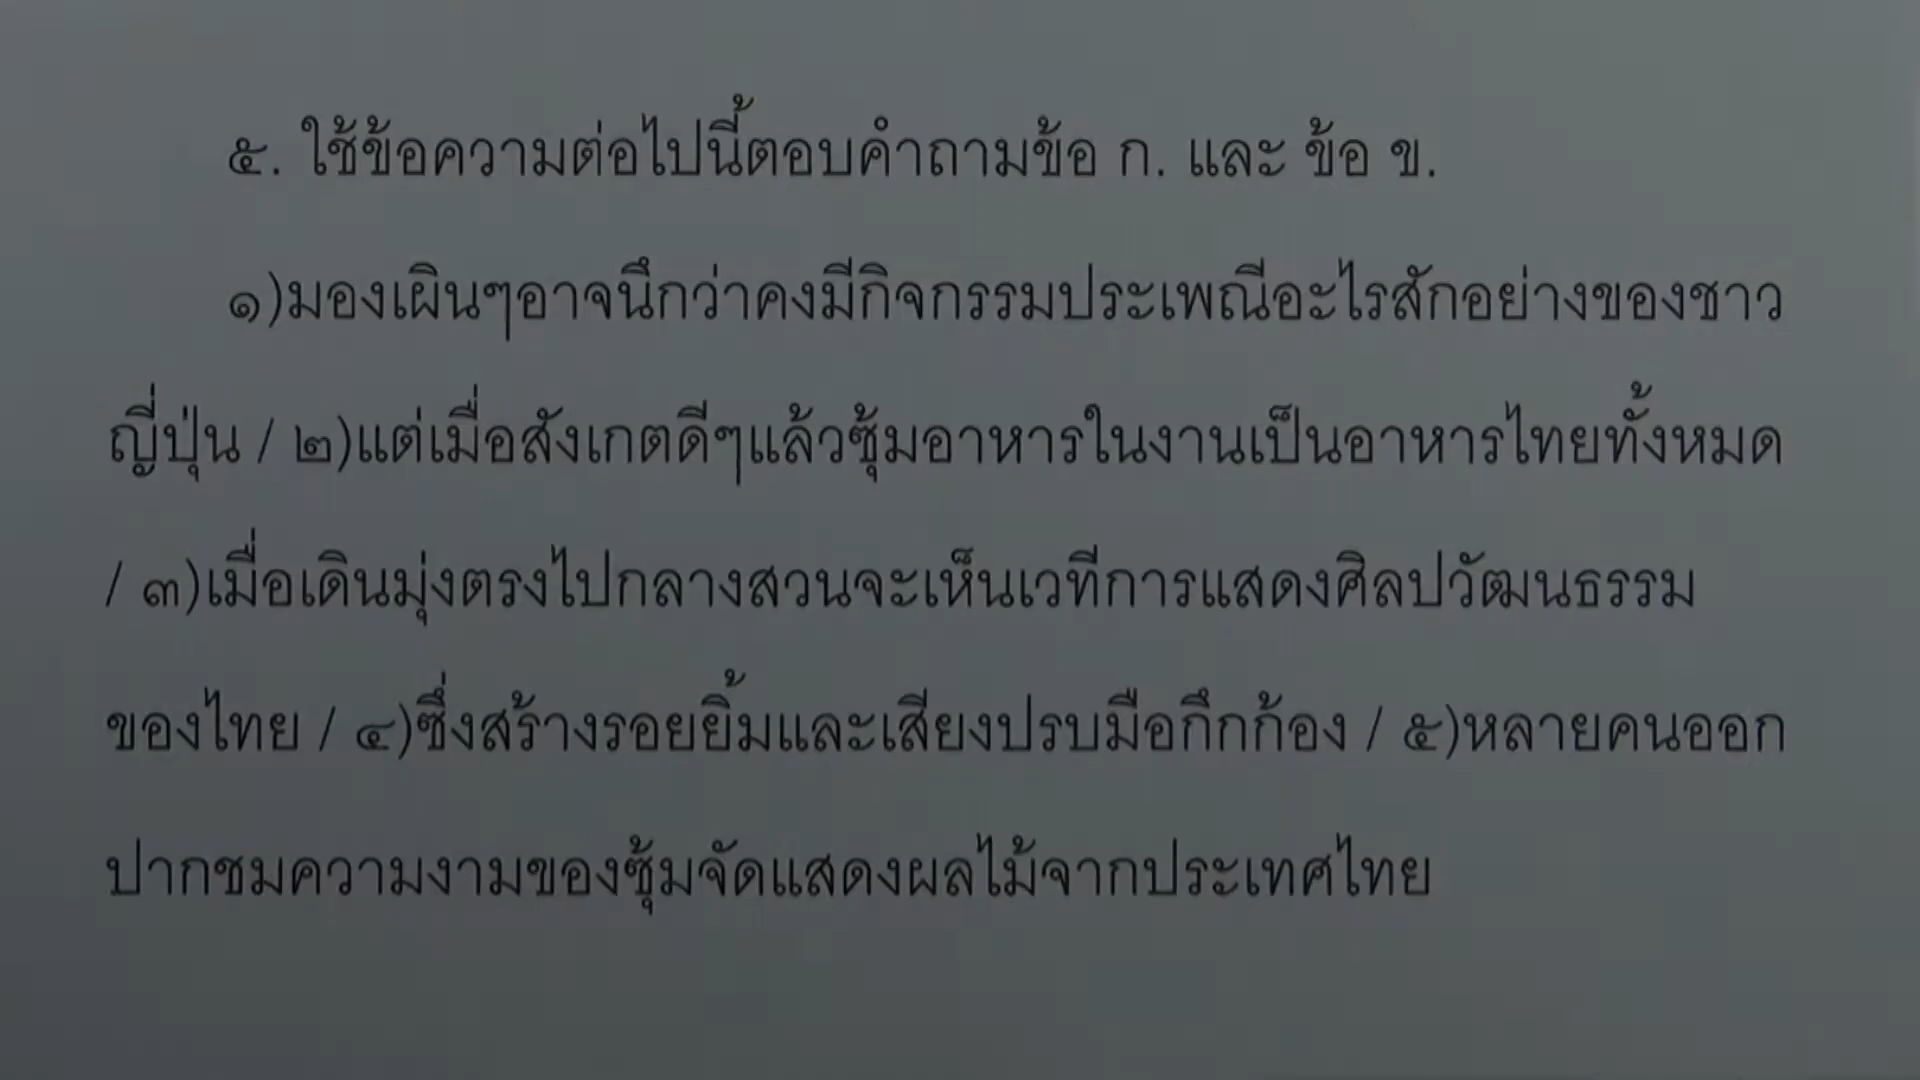 ๕. ใช้ข้อความต่อไปนี้ตอบคำถามข้อ ก. และ ข้อ ข.
๑)มองเผินๆอาจนึกว่าคงมีกิจกรรมประเพณีอะไรสักอย่างของชาว
ญี่ปุ่น / ๒)แต่เมื่อสังเกตดีๆแล้วซุ้มอาหารในงานเป็นอาหารไทยทั้งหมด
/ ๓)เมื่อเดินมุ่งตรงไปกลางสวนจะเห็นเวทีการแสดงศิลปวัฒนธรรม
ของไทย / ๔)ซึ่งสร้างรอยยิ้มและเสียงปรบมือกึกก้อง / ๕)หลายคนออก
ปากชมความงามของซุ้มจัดแสดงผลไม้จากประเทศไทย